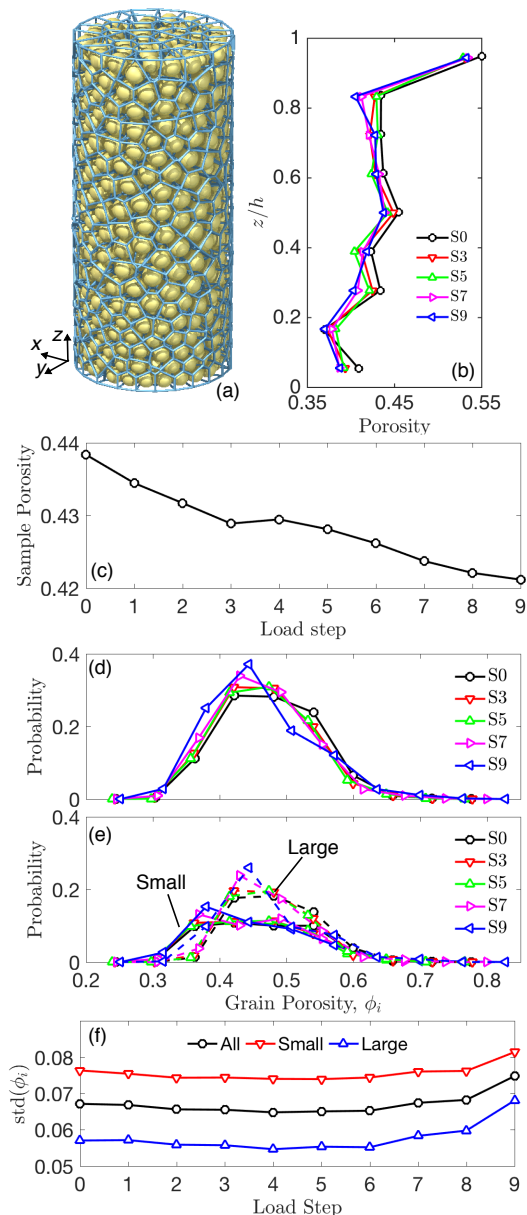 z
x
y
(a)
1
0.8
0.6
0.4
0.2
0
z/h
S0
S3
S5
S7
S9
(b)
0.35 0.45 0.55
Porosity
0.44
0.43
0.42
Sample Porosity
(c)
0 1 2 3 4 5 6 7 8 9
Load step
(d)
0.4
0.2
0
Probability
S0
S3
S5
S7
S9
(e)
0.4
0.2
0
Probability
Small
Large
S0
S3
S5
S7
S9
0.2 0.3 0.4 0.5 0.6 0.7 0.8
Grain Porosity, ϕᵢ
(f)
All Small Large
0.08
0.07
0.06
0.05
std(ϕᵢ)
0 1 2 3 4 5 6 7 8 9
Load Step